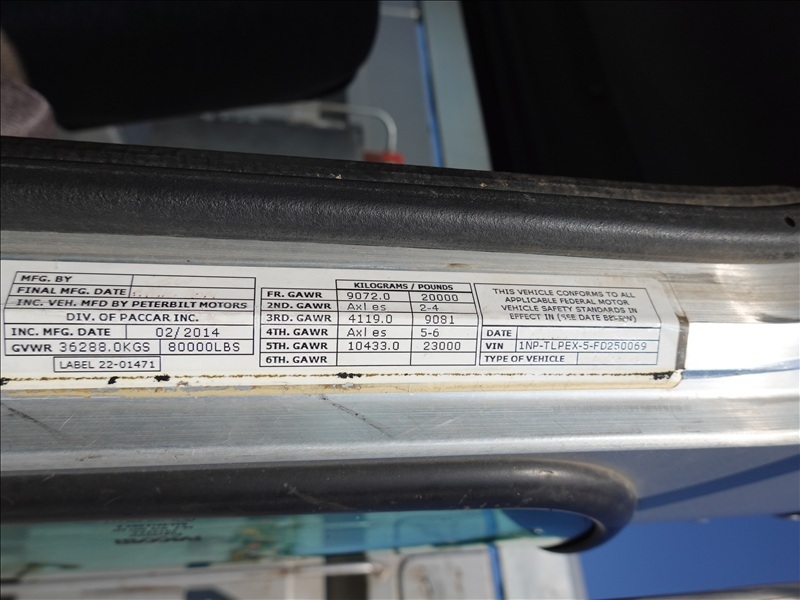 MFG. BY
FINAL MFG. DATE
INC. VEH. MFD BY PETERBILT MOTORS
DIV. OF PACCAR INC.
INC. MFG. DATE 02/2014
GVWR 36288.0KGS 80000LBS
LABEL 22-01471
KILOGRAMS / POUNDS
FR. GAWR 9072.0 20000
2ND. GAWR Axles 2-4
3RD. GAWR 4119.0 9081
4TH. GAWR Axles 5-6
5TH. GAWR 10433.0 23000
6TH. GAWR
THIS VEHICLE CONFORMS TO ALL
APPLICABLE FEDERAL MOTOR
VEHICLE SAFETY STANDARDS IN
EFFECT IN (SEE DATE BELOW)
DATE
VIN 1NP-TLPEX-5-FD250069
TYPE OF VEHICLE
PACCAR